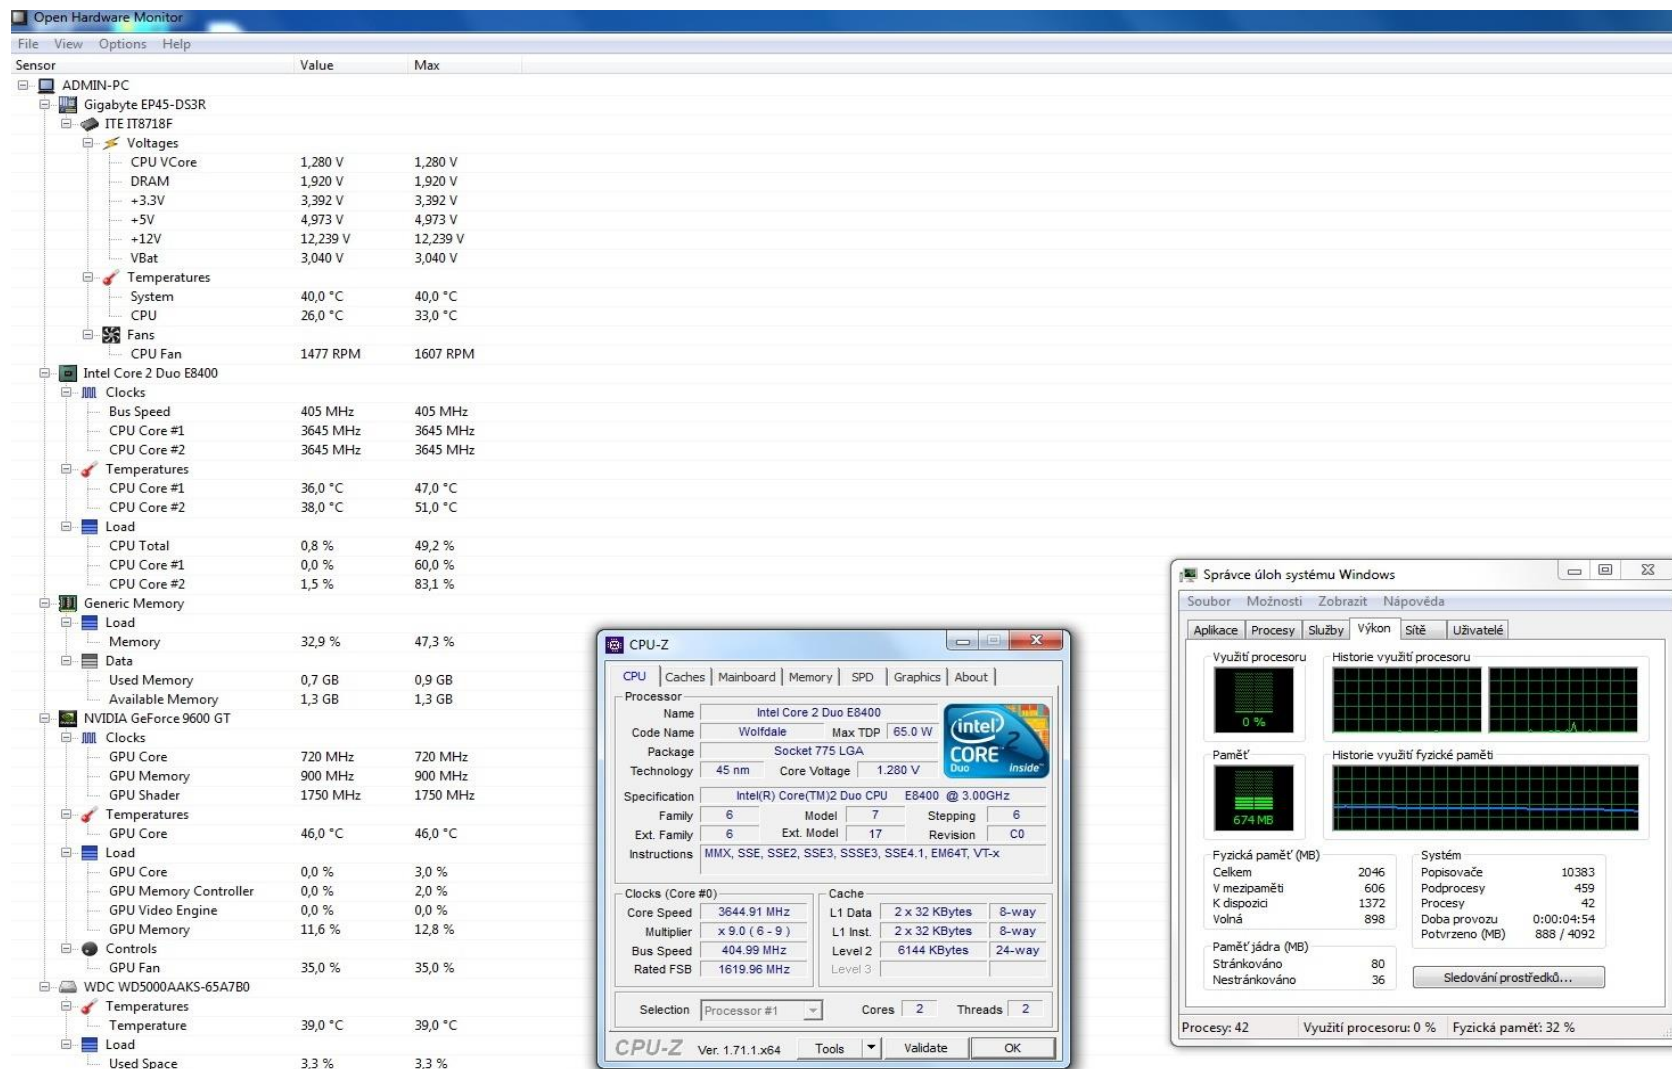 Open Hardware Monitor
File View Options Help
Sensor Value Max
ADMIN-PC
Gigabyte EP45-DS3R
ITE IT8718F
Voltages
CPU VCore 1,280 V 1,280 V
DRAM 1,920 V 1,920 V
+3.3V 3,392 V 3,392 V
+5V 4,973 V 4,973 V
+12V 12,239 V 12,239 V
VBat 3,040 V 3,040 V
Temperatures
System 40,0 °C 40,0 °C
CPU 26,0 °C 33,0 °C
Fans
CPU Fan 1477 RPM 1607 RPM
Intel Core 2 Duo E8400
Clocks
Bus Speed 405 MHz 405 MHz
CPU Core #1 3645 MHz 3645 MHz
CPU Core #2 3645 MHz 3645 MHz
Temperatures
CPU Core #1 36,0 °C 47,0 °C
CPU Core #2 38,0 °C 51,0 °C
Load
CPU Total 0,8 % 49,2 %
CPU Core #1 0,0 % 60,0 %
CPU Core #2 1,5 % 83,1 %
Generic Memory
Load
Memory 32,9 % 47,3 %
Data
Used Memory 0,7 GB 0,9 GB
Available Memory 1,3 GB 1,3 GB
NVIDIA GeForce 9600 GT
Clocks
GPU Core 720 MHz 720 MHz
GPU Memory 900 MHz 900 MHz
GPU Shader 1750 MHz 1750 MHz
Temperatures
GPU Core 46,0 °C 46,0 °C
Load
GPU Core 0,0 % 3,0 %
GPU Memory Controller 0,0 % 2,0 %
GPU Video Engine 0,0 % 0,0 %
GPU Memory 11,6 % 12,8 %
Controls
GPU Fan 35,0 % 35,0 %
WDC WD5000AAKS-65A7B0
Temperatures
Temperature 39,0 °C 39,0 °C
Load
Used Space 3,3 % 3,3 %
CPU-Z
CPU Caches Mainboard Memory SPD Graphics About
Processor
Name Intel Core 2 Duo E8400
Code Name Wolfdale Max TDP 65.0 W
Package Socket 775 LGA
Technology 45 nm Core Voltage 1.280 V
intel CORE 2 Duo inside™
Specification Intel(R) Core(TM)2 Duo CPU E8400 @ 3.00GHz
Family 6 Model 7 Stepping 6
Ext. Family 6 Ext. Model 17 Revision C0
Instructions MMX, SSE, SSE2, SSE3, SSSE3, SSE4.1, EM64T, VT-x
Clocks (Core #0)
Core Speed 3644.91 MHz
Multiplier x 9.0 ( 6 - 9 )
Bus Speed 404.99 MHz
Rated FSB 1619.96 MHz
Cache
L1 Data 2 x 32 KBytes 8-way
L1 Inst. 2 x 32 KBytes 8-way
Level 2 6144 KBytes 24-way
Level 3
Selection Processor #1 Cores 2 Threads 2
CPU-Z Ver. 1.71.1.x64 Tools Validate OK
Správce úloh systému Windows
Soubor Možnosti Zobrazit Nápověda
Aplikace Procesy Služby Výkon Sítě Uživatelé
Využití procesoru Historie využití procesoru
0 %
Paměť Historie využití fyzické paměti
674 MB
Fyzická paměť (MB)
Celkem 2046
V mezipaměti 606
K dispozici 1372
Volná 898
Systém
Popisovače 10383
Podprocesy 459
Procesy 42
Doba provozu 0:00:04:54
Potvrzeno (MB) 888 / 4092
Paměť jádra (MB)
Stránkováno 80
Nestránkováno 36
Sledování prostředků...
Procesy: 42 Využití procesoru: 0 % Fyzická paměť: 32 %